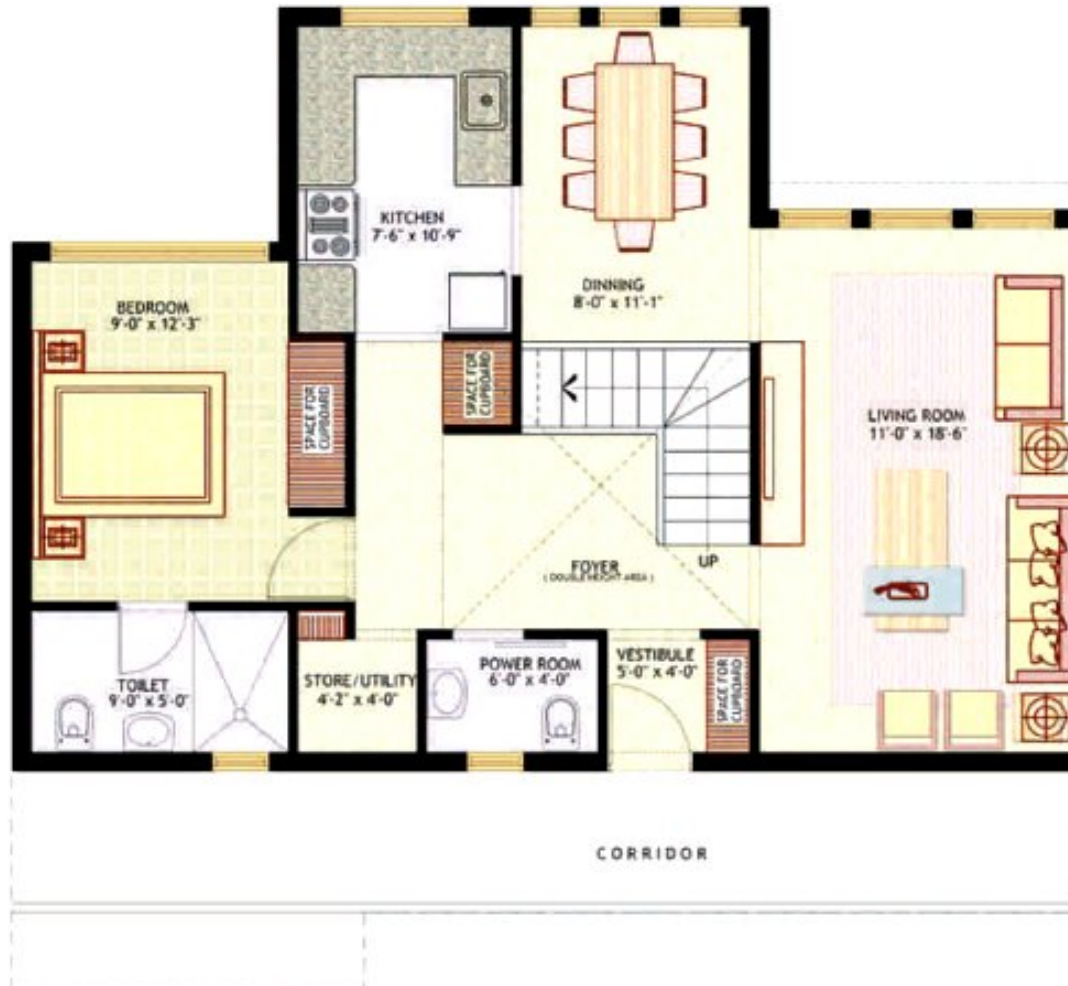 KITCHEN
7'-6" x 10'-9"
DINNING
8'-0" x 11'-1"
BEDROOM
9'-0" x 12'-3"
SPACE FOR
CUPBOARD
SPACE FOR
CUPBOARD
LIVING ROOM
11'-0" x 18'-6"
FOYER
( DOUBLE HEIGHT AREA )
UP
TOILET
9'-0" x 5'-0"
STORE/UTILITY
4'-2" x 4'-0"
POWER ROOM
6'-0" x 4'-0"
VESTIBULE
5'-0" x 4'-0"
SPACE FOR
CUPBOARD
CORRIDOR